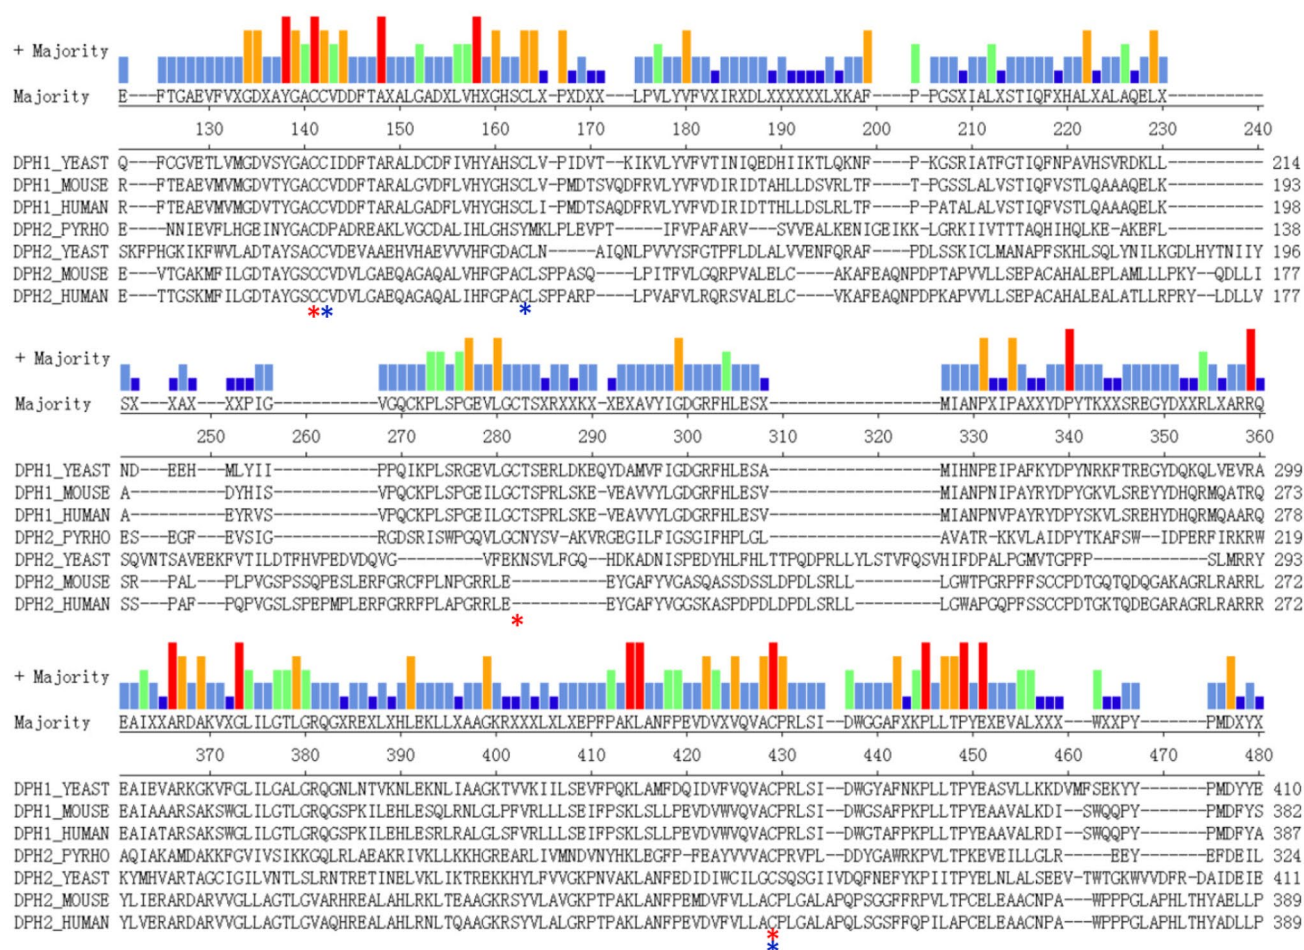 + Majority
Majority E---FTGAEVFVXGDXAYGACCVDDFTAXALGADXLVHXGHSCLX-PXDXX---LPVLYVFVXIRXDLXXXXXXLXKAF----P-PGSXIALXSTIQFXHALXALAQELX----------
130 140 150 160 170 180 190 200 210 220 230 240
DPH1_YEAST Q---FCGVETLVMGDVSYGACCIDDFTARALDCDFIVHYAHSCLV-PIDVT--KIKVLYVFVTINIQEDHIIKTLQKNF----P-KGSRIATFGTIQFNPAVHSVRDKLL---------- 214
DPH1_MOUSE R---FTEAEVMVMGDVTYGACCVDDFTARALGVDFLVHYGHSCLV-PMDTSVQDFRVLYVFVDIRIDTAHLLDSVRLTF----T-PGSSLALVSTIQFVSTLQAAAQELK---------- 193
DPH1_HUMAN R---FTEAEVMVMGDVTYGACCVDDFTARALGADFLVHYGHSCLI-PMDTSAQDFRVLYVFVDIRIDTTHLLDSLRLTF----P-PATALALVSTIQFVSTLQAAAQELK---------- 198
DPH2_PYRHO E---NNIEVFLHGEINYGACDPADREAKLVGCDALIHLGHSYMKLPLEVPT-----IFVPAFARV---SVVEALKENIGEIKK-LGRKIIVTTTAQHIHQLKE-AKEFL---------- 138
DPH2_YEAST SKFPHGKIKFWVLADTAYSACCVDEVAAEHVHAEVVVHFGDACLN-----AIQNLPVVYSFGTPFLDLALVVENFQRAF----PDLSSKICLMANAPFSKHLSQLYNILKGDLHYTNIIY 196
DPH2_MOUSE E---VTGAKMFILGDTAYGSCCVDVLGAEQAGAQALVHFGPACLSPPASQ---LPITFVLGQRPVALELC----AKAFEAQNPDPTAPVVLLSEPACAHALEPLAMLLLPKY--QDLLI 177
DPH2_HUMAN E---TTGSKMFILGDTAYGSCCVDVLGAEQAGAQALIHFGPACLSPPARP---LPVAFVLRQRSVALELC----VKAFEAQNPDPKAPVVLLSEPACAHALEALATLLRPRY--LDLLV 177
* * *
+ Majority
Majority SX---XAX---XXPIG-----------VGQCKPLSPGEVLGCTSXRXXKX-XEXAVYIGDGRFHLESX------------------MIANPXIPAXXYDPYTKXXSREGYDXXRLXARRQ
250 260 270 280 290 300 310 320 330 340 350 360
DPH1_YEAST ND---EEH---MLYII-----------PPQIKPLSRGEVLGCTSERLDKEQYDAMVFIGDGRFHLESA------------------MIHNPEIPAFKYDPYNRKFTREGYDQKQLVEVRA 299
DPH1_MOUSE A----------DYHIS-----------VPQCKPLSPGEILGCTSPRLSKE-VEAVVYLGDGRFHLESV------------------MIANPNIPAYRYDPYGKVLSREYYDHQRMQATRQ 273
DPH1_HUMAN A----------EYRVS-----------VPQCKPLSPGEILGCTSPRLSKE-VEAVVYLGDGRFHLESV------------------MIANPNVPAYRYDPYSKVLSREHYDHQRMQAARQ 278
DPH2_PYRHO ES---EGF---EVSIG-----------RGDSRISWPGQVLGCNYSV-AKVRGEGILFIGSGIFHPLGL------------------AVATR-KKVLAIDPYTKAFSW--IDPERFIRKRW 219
DPH2_YEAST SQVNTSAVEEKFVTILDTFHVPEDVDQVG---------VFEKNSVLFGQ--HDKADNISPEDYHLFHLTTPQDPRLLYLSTVFQSVHIFDPALPGMVTGPFP------------SLMRRY 293
DPH2_MOUSE SR---PAL---PLPVGSPSSQPESLERFGRCFPLNPGRRLE----------EYGAFYVGASQASSDSSLDPDLSRLL---------LGWTPGRPFFSCCPDTGQTQDQGAKAGRLRARRL 272
DPH2_HUMAN SS---PAF---PQPVGSLSPEPMPLERFGRRFPLAPGRRLE----------EYGAFYVGGSKASPDPDLDPDLSRLL---------LGWAPGQPFSSCCPDTGKTQDEGARAGRLRARRR 272
*
+ Majority
Majority EAIXXARDAKVXGLILGTLGRQGXREXLXHLEKLLXAAGKRXXXLXLXEPFPAKLANFPEVDVXVQVACPRLSI--DWGGAFXKPLLTPYEXEVALXXX---WXXPY-------PMDXYX
370 380 390 400 410 420 430 440 450 460 470 480
DPH1_YEAST EAIEVARKGKVFGLILGALGRQGNLNTVKNLEKNLIAAGKTVVKIILSEVFPQKLAMFDQIDVFVQVACPRLSI--DWGYAFNKPLLTPYEASVLLKKDVMFSEKYY-------PMDYYE 410
DPH1_MOUSE EAIAAARSAKSWGLILGTLGRQGSPKILEHLESQLRNLGLPFVRLLLSEIFPSKLSLLPEVDVWVQVACPRLSI--DWGSAFPKPLLTPYEAAVALKDI--SWQQPY-------PMDFYS 382
DPH1_HUMAN EAIATARSAKSWGLILGTLGRQGSPKILEHLESRLRALGLSFVRLLLSEIFPSKLSLLPEVDVWVQVACPRLSI--DWGTAFPKPLLTPYEAAVALRDI--SWQQPY-------PMDFYA 387
DPH2_PYRHO AQIAKAMDAKKFGVIVSIKKGQLRLAEAKRIVKLLKKHGREARLIVMNDVNYHKLEGFP-FEAYVVVACPRVPL--DDYGAWRKPVLTPKEVEILLGLR-----EEY-------EFDEIL 324
DPH2_YEAST KYMHVARTAGCIGILVNTLSLRNTRETINELVKLIKTREKKHYLFVVGKPNVAKLANFEDIDIWCILGCSQSGIIVDQFNEFYKPIITPYELNLALSEEV-TWTGKWVVDFR-DAIDEIE 411
DPH2_MOUSE YLIERARDARVVGLLAGTLGVAQHREALAHLRKLTEAAGKRSYVLAVGKPTPAKLANFPEMDVFVLLACPLGALAPQPSGGFFRPVLTPCELEAACNPA---WPPPGLAPHLTHYAELLP 389
DPH2_HUMAN YLVERARDARVVGLLAGTLGVAQHREALAHLRNLTQAAGKRSYVLALGRPTPAKLANFPEVDVFVLLACPLGALAPQLSGSFFQPILAPCELEAACNPA---WPPPGLAPHLTHYADLLP 389
*
*